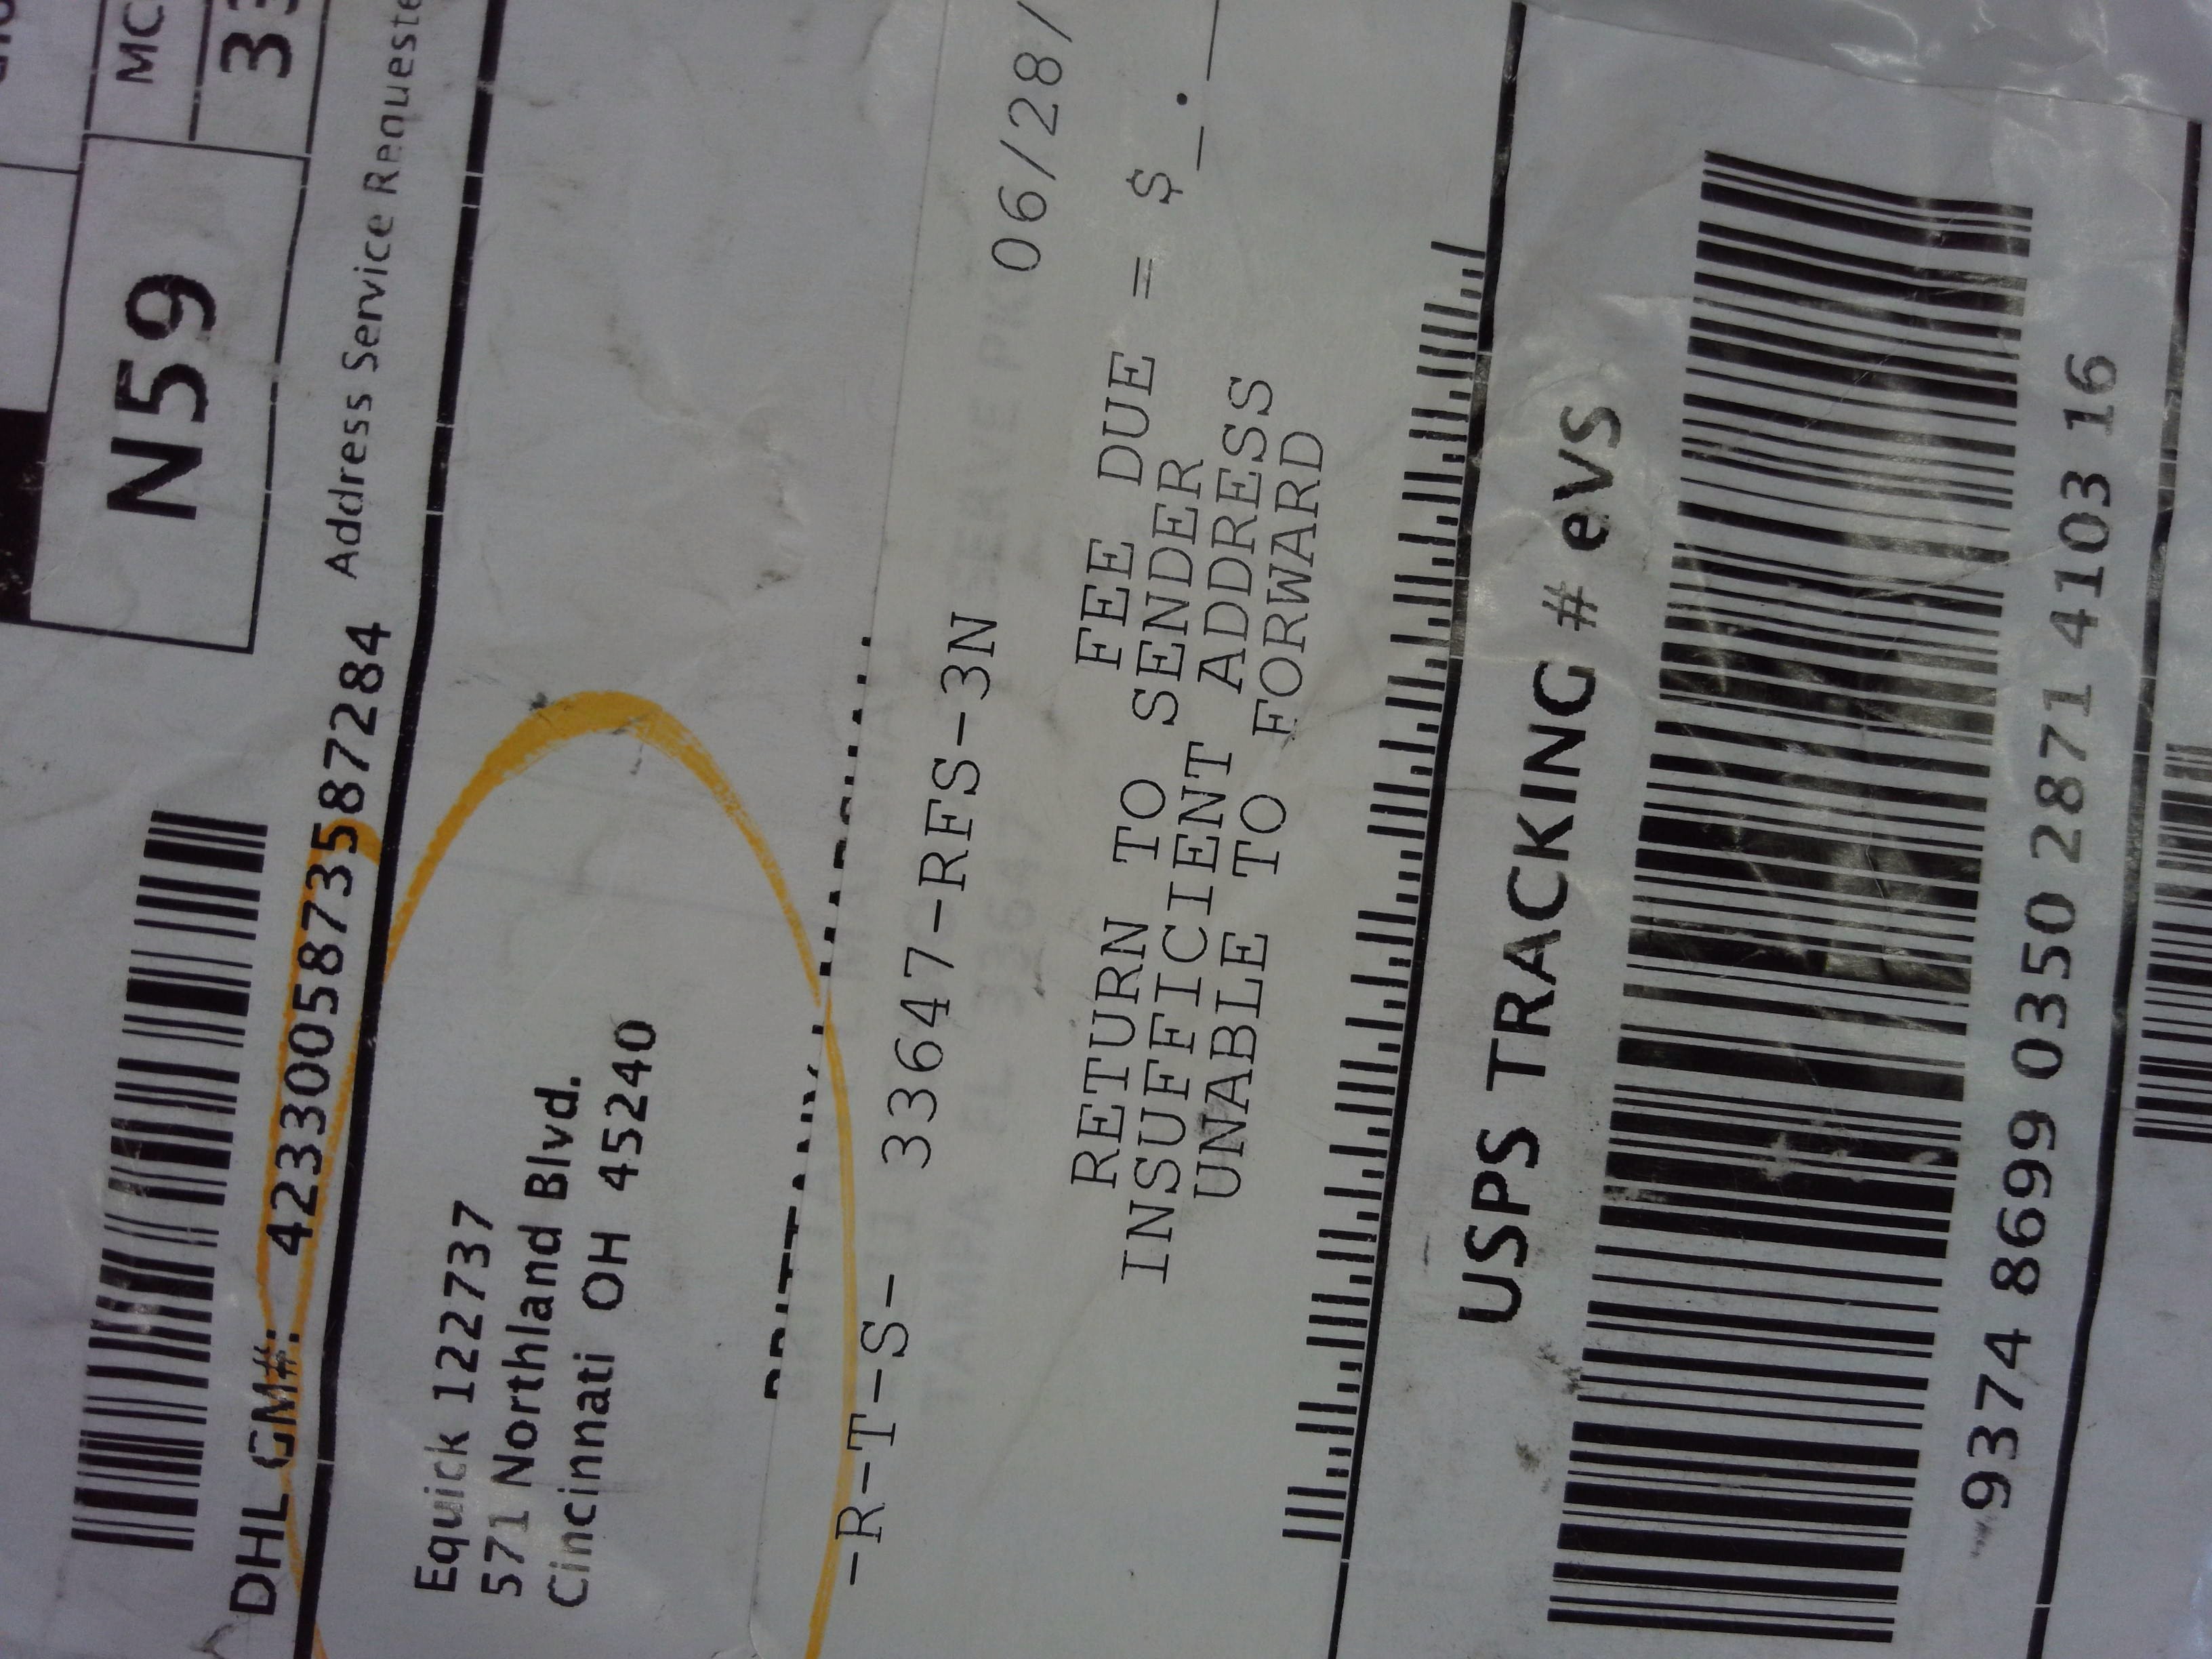 MC
N59
DHL GM#: 4233005873587284 Address Service Requeste
Equick 122737
571 Northland Blvd.
Cincinnati OH 45240
-R-T-S- 33647-RFS-3N 06/28/
RETURN TO SENDER FEE DUE = $_.
INSUFFICIENT ADDRESS
UNABLE TO FORWARD
USPS TRACKING # eVS
9374 8699 0350 2871 4103 16